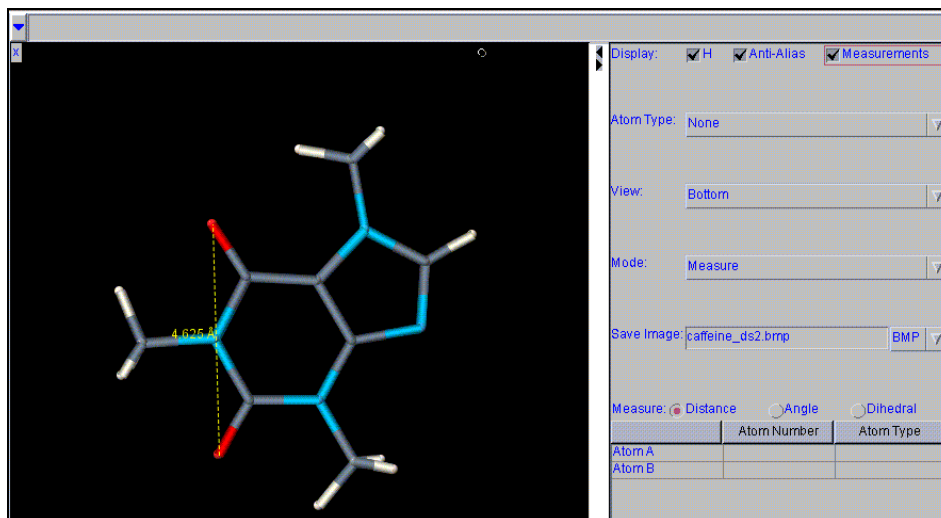 X
Display: H Anti-Alias Measurements
Atom Type: None
View: Bottom
Mode: Measure
4.625 Å
Save Image: caffeine_ds2.bmp BMP
Measure: Distance Angle Dihedral
Atom Number Atom Type
Atom A
Atom B